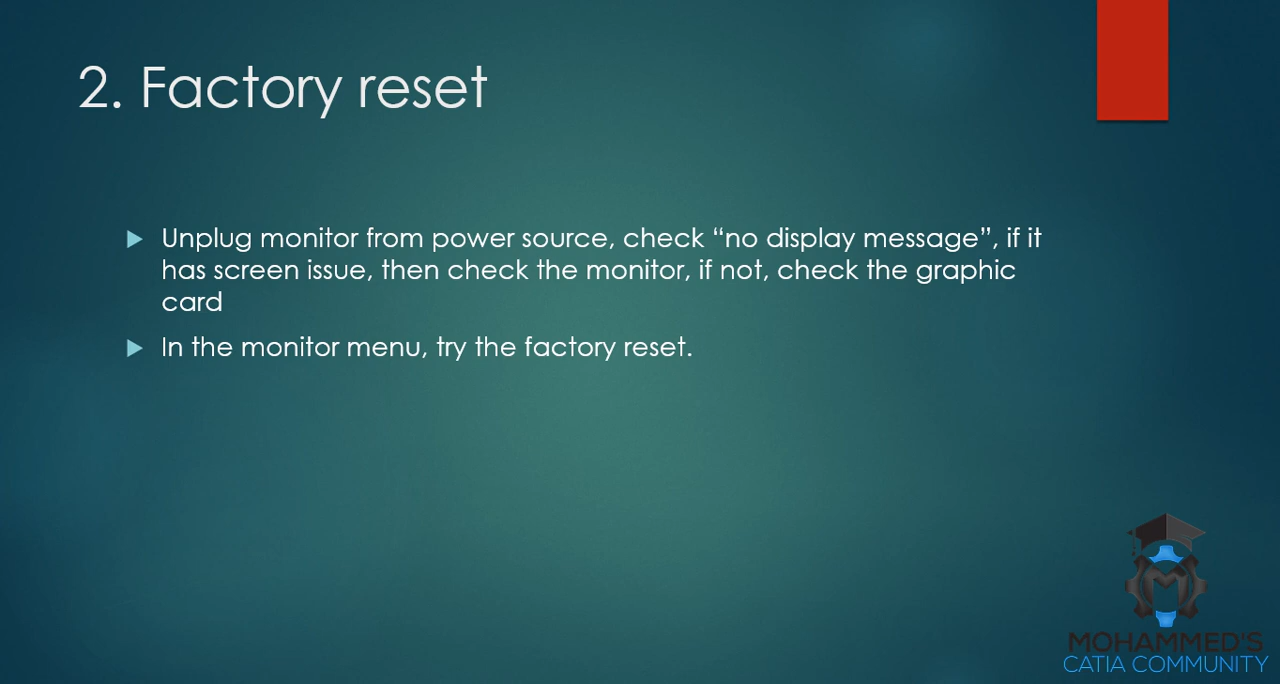 2. Factory reset
Unplug monitor from power source, check “no display message”, if it
has screen issue, then check the monitor, if not, check the graphic
card
In the monitor menu, try the factory reset.
MOHAMMED'S
CATIA COMMUNITY